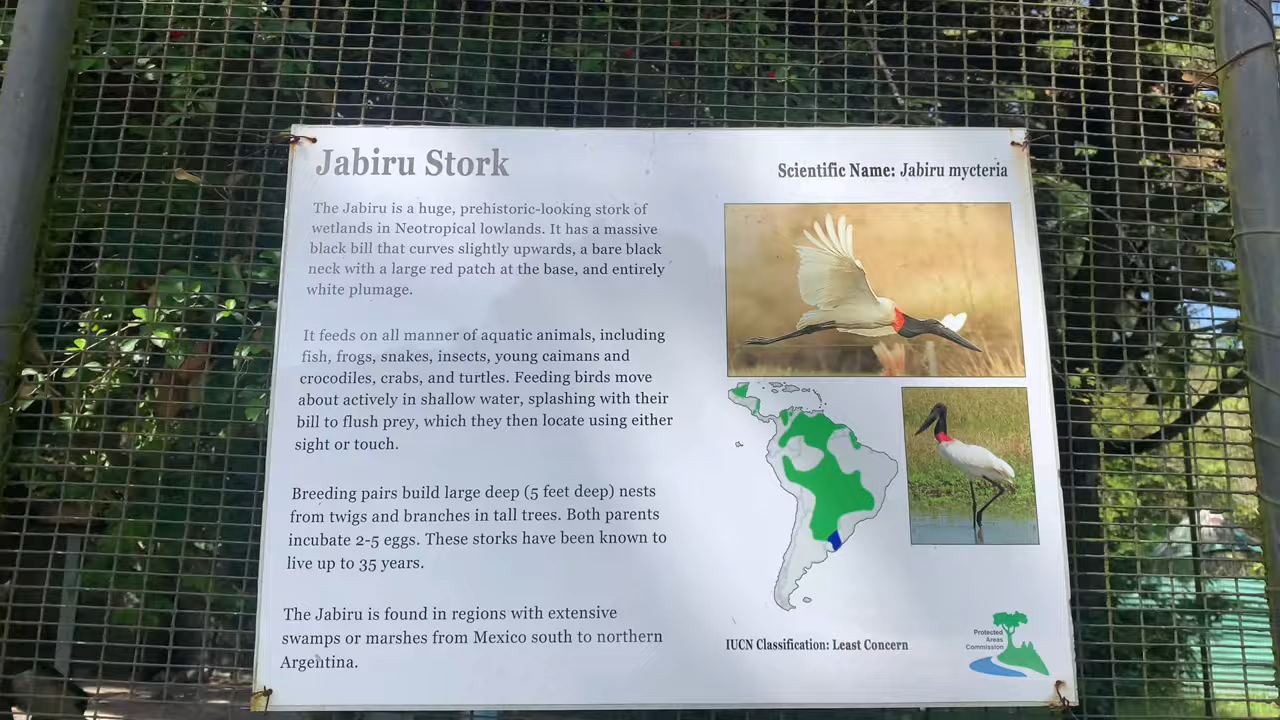 Jabiru Stork
Scientific Name: Jabiru mycteria
The Jabiru is a huge, prehistoric-looking stork of
wetlands in Neotropical lowlands. It has a massive
black bill that curves slightly upwards, a bare black
neck with a large red patch at the base, and entirely
white plumage.
It feeds on all manner of aquatic animals, including
fish, frogs, snakes, insects, young caimans and
crocodiles, crabs, and turtles. Feeding birds move
about actively in shallow water, splashing with their
bill to flush prey, which they then locate using either
sight or touch.
Breeding pairs build large deep (5 feet deep) nests
from twigs and branches in tall trees. Both parents
incubate 2-5 eggs. These storks have been known to
live up to 35 years.
The Jabiru is found in regions with extensive
swamps or marshes from Mexico south to northern
Argentina.
IUCN Classification: Least Concern
Protected
Areas
Commission